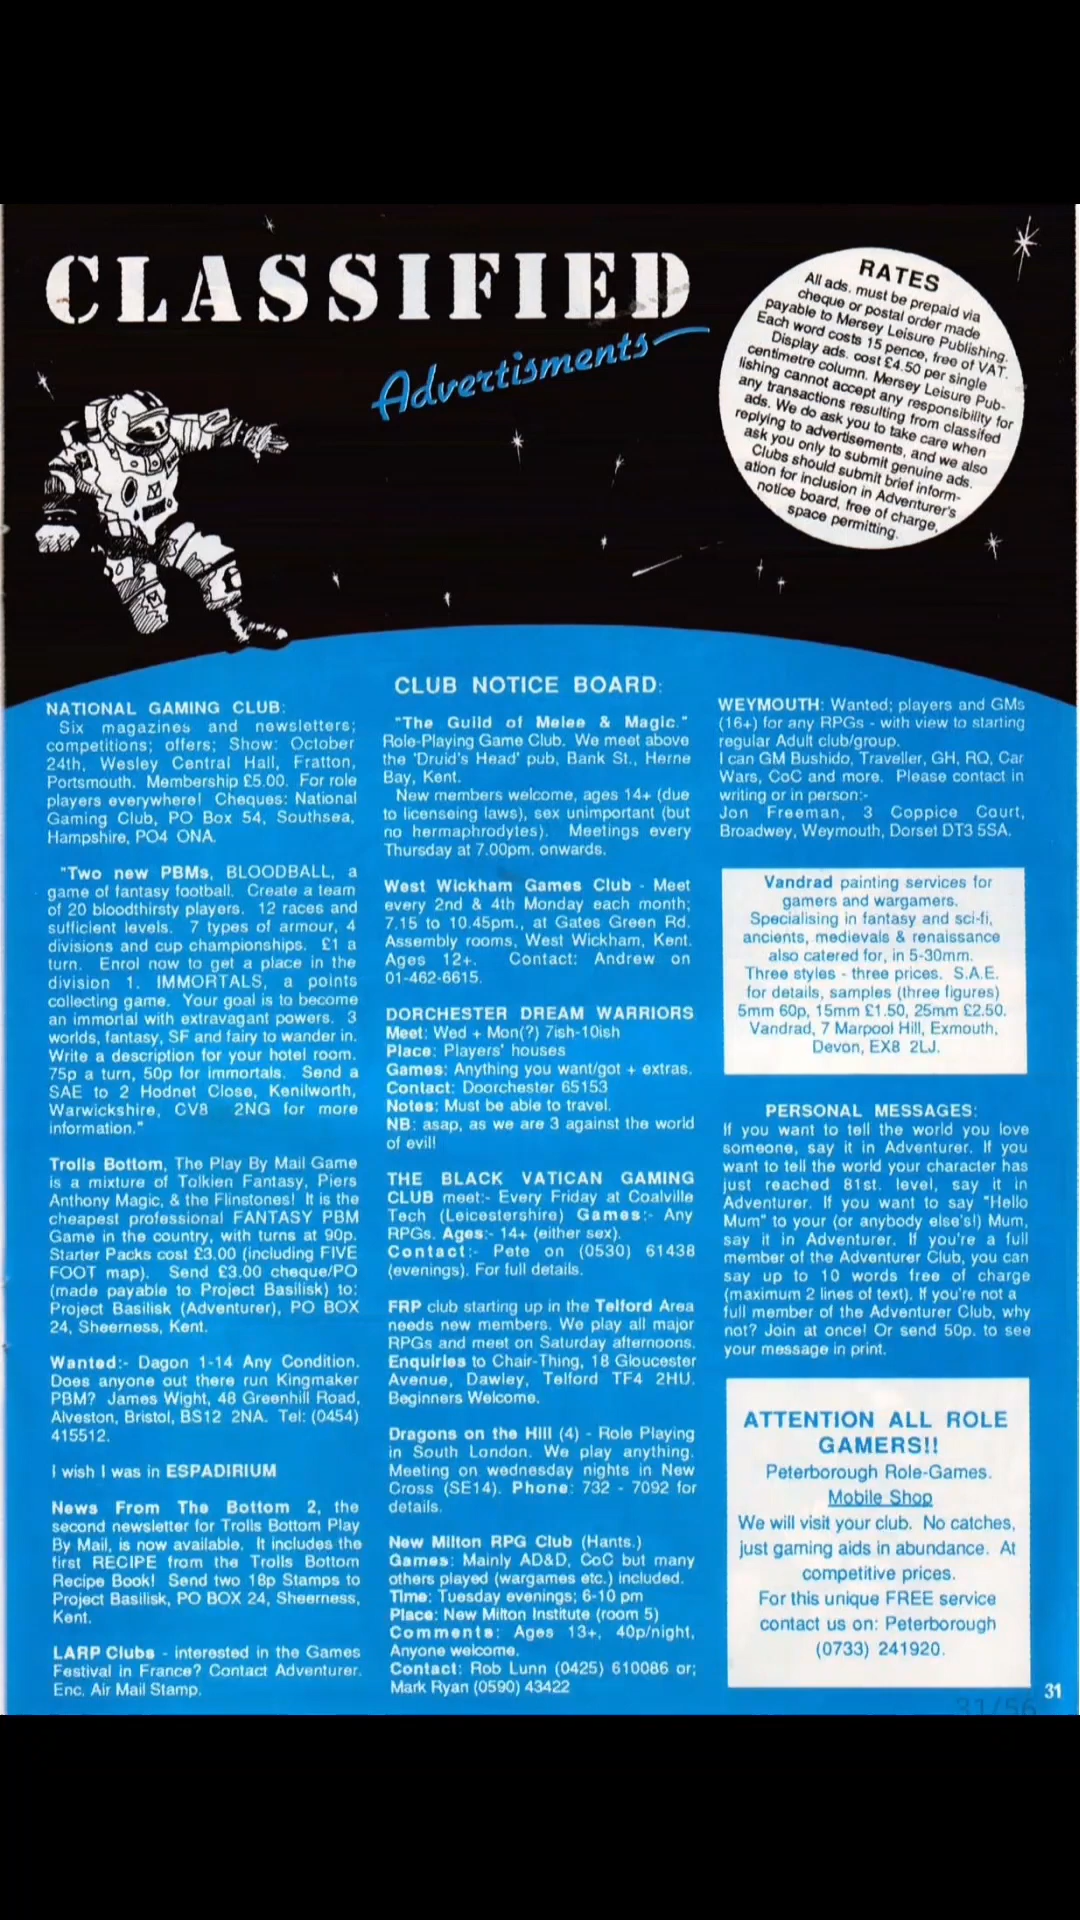 CLASSIFIED
Advertisments
RATES
All ads. must be prepaid via
cheque or postal order made
payable to Mersey Leisure Publishing.
Each word costs 15 pence, free of VAT.
Display ads. cost £4.50 per single
centimetre column. Mersey Leisure Pub-
lishing cannot accept any responsibility for
any transactions resulting from classifed
ads. We do ask you to take care when
replying to advertisements, and we also
ask you only to submit genuine ads.
Clubs should submit brief inform-
ation for inclusion in Adventurer's
notice board, free of charge,
space permitting.
NATIONAL GAMING CLUB:
Six magazines and newsletters;
competitions; offers; Show: October
24th, Wesley Central Hall, Fratton,
Portsmouth. Membership £5.00. For role
players everywhere! Cheques: National
Gaming Club, PO Box 54, Southsea,
Hampshire, PO4 ONA.
"Two new PBMs, BLOODBALL, a
game of fantasy football. Create a team
of 20 bloodthirsty players. 12 races and
sufficient levels. 7 types of armour, 4
divisions and cup championships. £1 a
turn. Enrol now to get a place in the
division 1. IMMORTALS, a points
collecting game. Your goal is to become
an immortal with extravagant powers. 3
worlds, fantasy, SF and fairy to wander in.
Write a description for your hotel room.
75p a turn, 50p for immortals. Send a
SAE to 2 Hodnet Close, Kenilworth,
Warwickshire, CV8 2NG for more
information."
Trolls Bottom, The Play By Mail Game
is a mixture of Tolkien Fantasy, Piers
Anthony Magic, & the Flinstones! It is the
cheapest professional FANTASY PBM
Game in the country, with turns at 90p.
Starter Packs cost £3.00 (including FIVE
FOOT map). Send £3.00 cheque/PO
(made payable to Project Basilisk) to:
Project Basilisk (Adventurer), PO BOX
24, Sheerness, Kent.
Wanted:- Dagon 1-14 Any Condition.
Does anyone out there run Kingmaker
PBM? James Wight, 48 Greenhill Road,
Alveston, Bristol, BS12 2NA. Tel: (0454)
415512.
I wish I was in ESPADIRIUM
News From The Bottom 2, the
second newsletter for Trolls Bottom Play
By Mail, is now available. It includes the
first RECIPE from the Trolls Bottom
Recipe Book! Send two 18p Stamps to
Project Basilisk, PO BOX 24, Sheerness,
Kent.
LARP Clubs - interested in the Games
Festival in France? Contact Adventurer.
Enc. Air Mail Stamp.
CLUB NOTICE BOARD:
"The Guild of Melee & Magic."
Role-Playing Game Club. We meet above
the 'Druid's Head' pub, Bank St., Herne
Bay, Kent.
New members welcome, ages 14+ (due
to licenseing laws), sex unimportant (but
no hermaphrodytes). Meetings every
Thursday at 7.00pm. onwards.
West Wickham Games Club - Meet
every 2nd & 4th Monday each month;
7.15 to 10.45pm., at Gates Green Rd.
Assembly rooms, West Wickham, Kent.
Ages 12+. Contact: Andrew on
01-462-6615.
DORCHESTER DREAM WARRIORS
Meet: Wed + Mon(?) 7ish-10ish
Place: Players' houses
Games: Anything you want/got + extras.
Contact: Doorchester 65153
Notes: Must be able to travel.
NB: asap, as we are 3 against the world
of evil!
THE BLACK VATICAN GAMING
CLUB meet:- Every Friday at Coalville
Tech (Leicestershire) Games:- Any
RPGs. Ages:- 14+ (either sex).
Contact:- Pete on (0530) 61438
(evenings). For full details.
FRP club starting up in the Telford Area
needs new members. We play all major
RPGs and meet on Saturday afternoons.
Enquiries to Chair-Thing, 18 Gloucester
Avenue, Dawley, Telford TF4 2HU.
Beginners Welcome.
Dragons on the Hill (4) - Role Playing
in South London. We play anything.
Meeting on wednesday nights in New
Cross (SE14). Phone: 732 - 7092 for
details.
New Milton RPG Club (Hants.)
Games: Mainly AD&D, CoC but many
others played (wargames etc.) included.
Time: Tuesday evenings; 6-10 pm
Place: New Milton Institute (room 5)
Comments: Ages 13+, 40p/night,
Anyone welcome.
Contact: Rob Lunn (0425) 610086 or;
Mark Ryan (0590) 43422
WEYMOUTH: Wanted; players and GMs
(16+) for any RPGs - with view to starting
regular Adult club/group.
I can GM Bushido, Traveller, GH, RQ, Car
Wars, CoC and more. Please contact in
writing or in person:-
Jon Freeman, 3 Coppice Court,
Broadwey, Weymouth, Dorset DT3 5SA.
Vandrad painting services for
gamers and wargamers.
Specialising in fantasy and sci-fi,
ancients, medievals & renaissance
also catered for, in 5-30mm.
Three styles - three prices. S.A.E.
for details, samples (three figures)
5mm 60p, 15mm £1.50, 25mm £2.50.
Vandrad, 7 Marpool Hill, Exmouth,
Devon, EX8 2LJ.
PERSONAL MESSAGES:
If you want to tell the world you love
someone, say it in Adventurer. If you
want to tell the world your character has
just reached 81st. level, say it in
Adventurer. If you want to say "Hello
Mum" to your (or anybody else's!) Mum,
say it in Adventurer. If you're a full
member of the Adventurer Club, you can
say up to 10 words free of charge
(maximum 2 lines of text). If you're not a
full member of the Adventurer Club, why
not? Join at once! Or send 50p. to see
your message in print.
ATTENTION ALL ROLE
GAMERS!!
Peterborough Role-Games.
Mobile Shop
We will visit your club. No catches,
just gaming aids in abundance. At
competitive prices.
For this unique FREE service
contact us on: Peterborough
(0733) 241920.
31
31/56